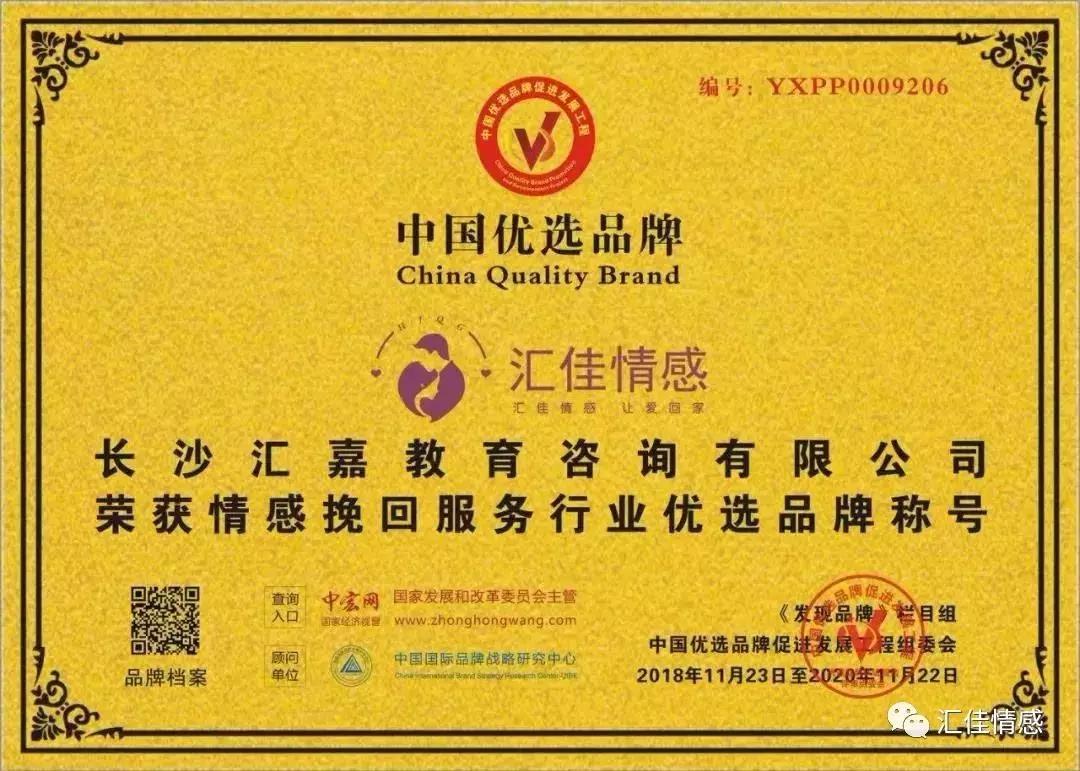 编号：YXPP0009206
中国优选品牌促进发展工程
China Quality Brand Promotion
and Development Project
中国优选品牌
China Quality Brand
HJQG
汇佳情感
汇佳情感 让爱回家
长沙汇嘉教育咨询有限公司
荣获情感挽回服务行业优选品牌称号
品牌档案
查询
入口
中宏网
国家经济视窗
国家发展和改革委员会主管
www.zhonghongwang.com
顾问
单位
中国国际品牌战略研究中心
China International Brand Strategy Research Center-UIBE
《发现品牌》栏目组
中国优选品牌促进发展工程组委会
2018年11月23日至2020年11月22日
汇佳情感